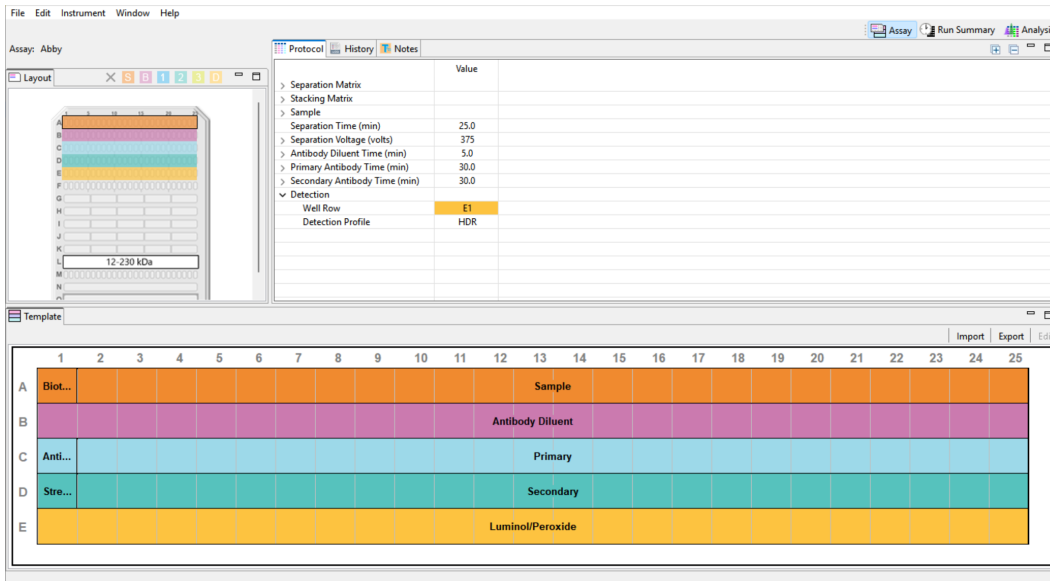 File Edit Instrument Window Help
Assay Run Summary Analysi
Assay: Abby
Protocol History Notes
Layout S B 1 2 3 D
Value
Separation Matrix
Stacking Matrix
Sample
Separation Time (min) 25.0
Separation Voltage (volts) 375
Antibody Diluent Time (min) 5.0
Primary Antibody Time (min) 30.0
Secondary Antibody Time (min) 30.0
Detection
Well Row E1
Detection Profile HDR
A
B
C
D
E
F
G
H
I
J
K
L 12-230 kDa
M
N
O
Template
Import Export Edi
1 2 3 4 5 6 7 8 9 10 11 12 13 14 15 16 17 18 19 20 21 22 23 24 25
A Biot... Sample
B Antibody Diluent
C Anti... Primary
D Stre... Secondary
E Luminol/Peroxide